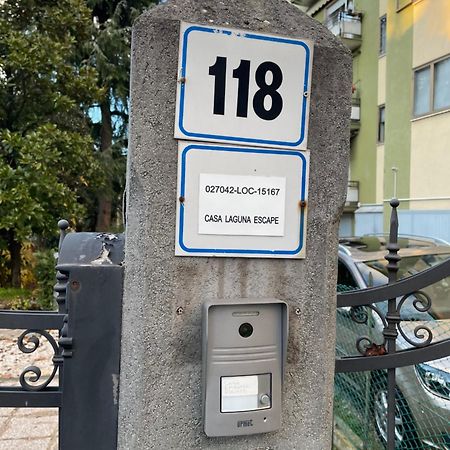 118
027042-LOC-15167
CASA LAGUNA ESCAPE
URMET